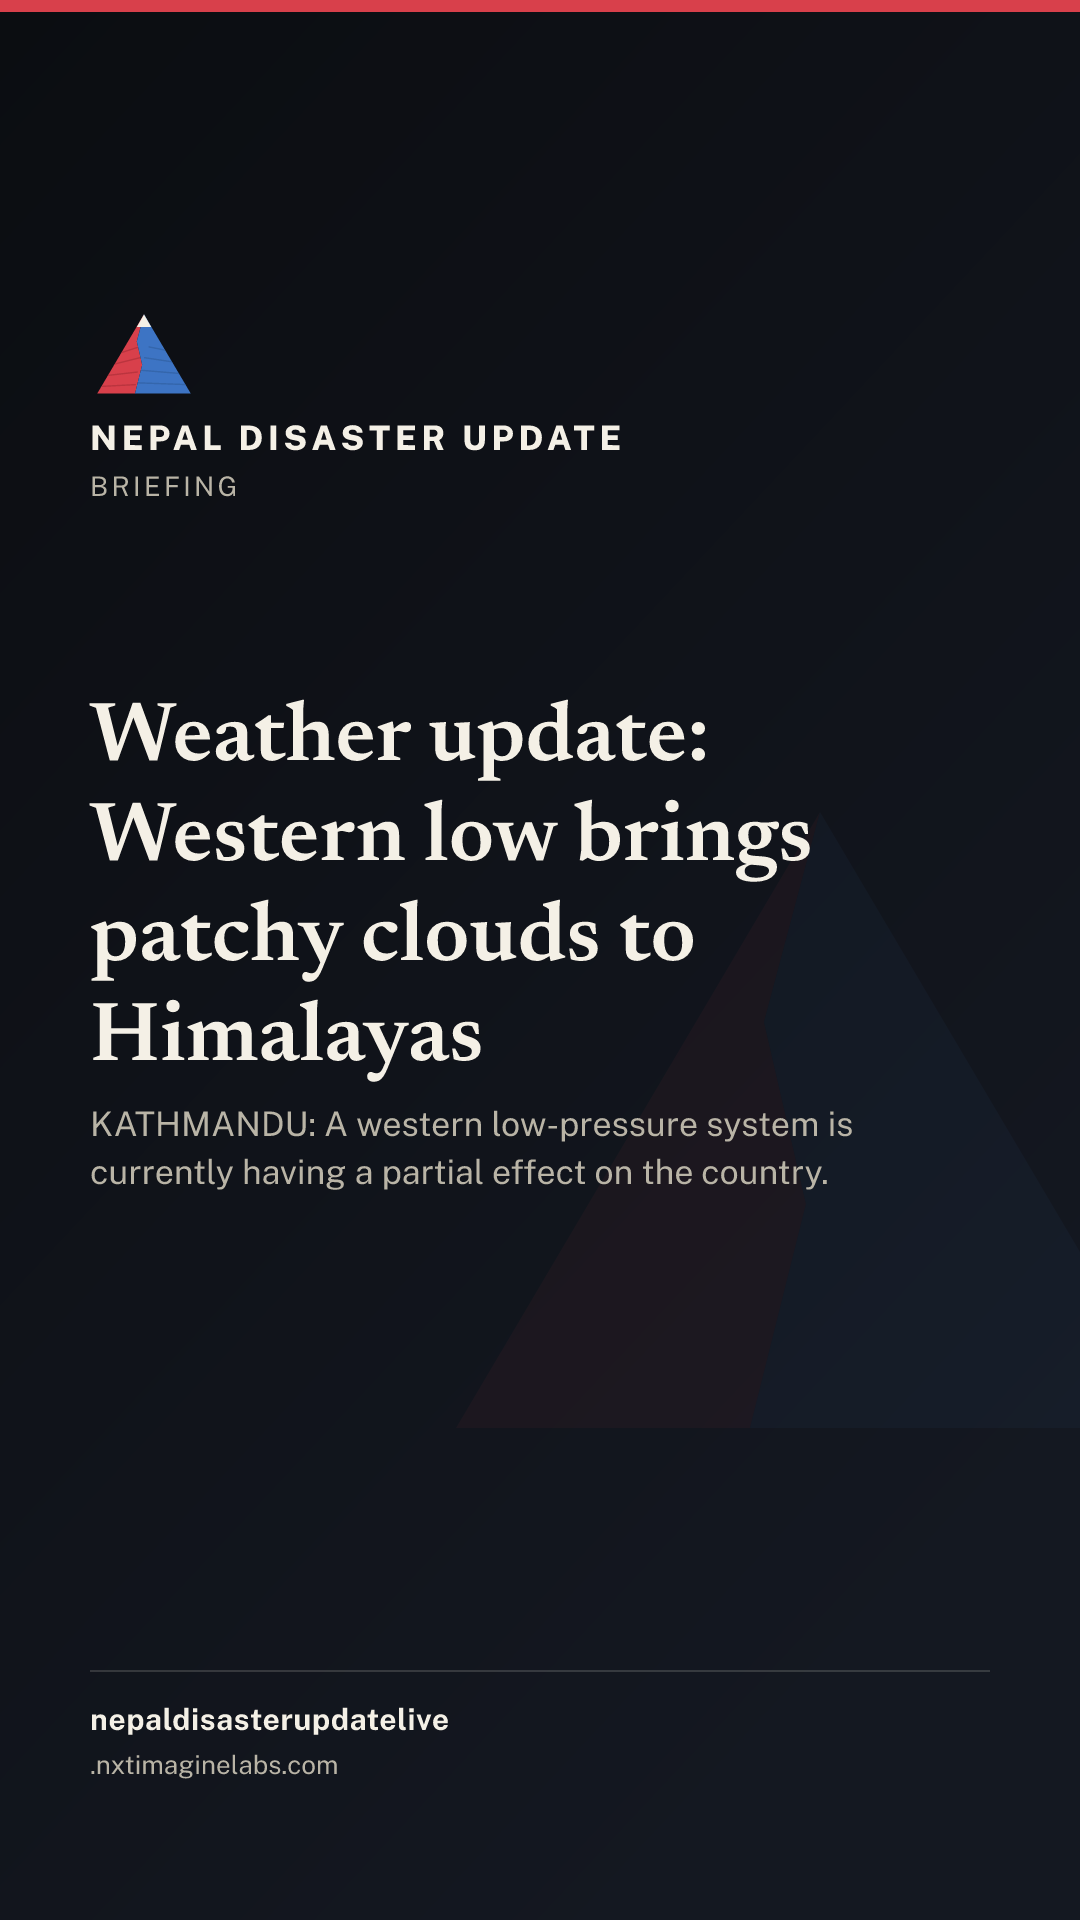 NEPAL DISASTER UPDATE
BRIEFING
Weather update:
Western low brings
patchy clouds to
Himalayas
KATHMANDU: A western low-pressure system is
currently having a partial effect on the country.
nepaldisasterupdatelive
.nxtimaginelabs.com